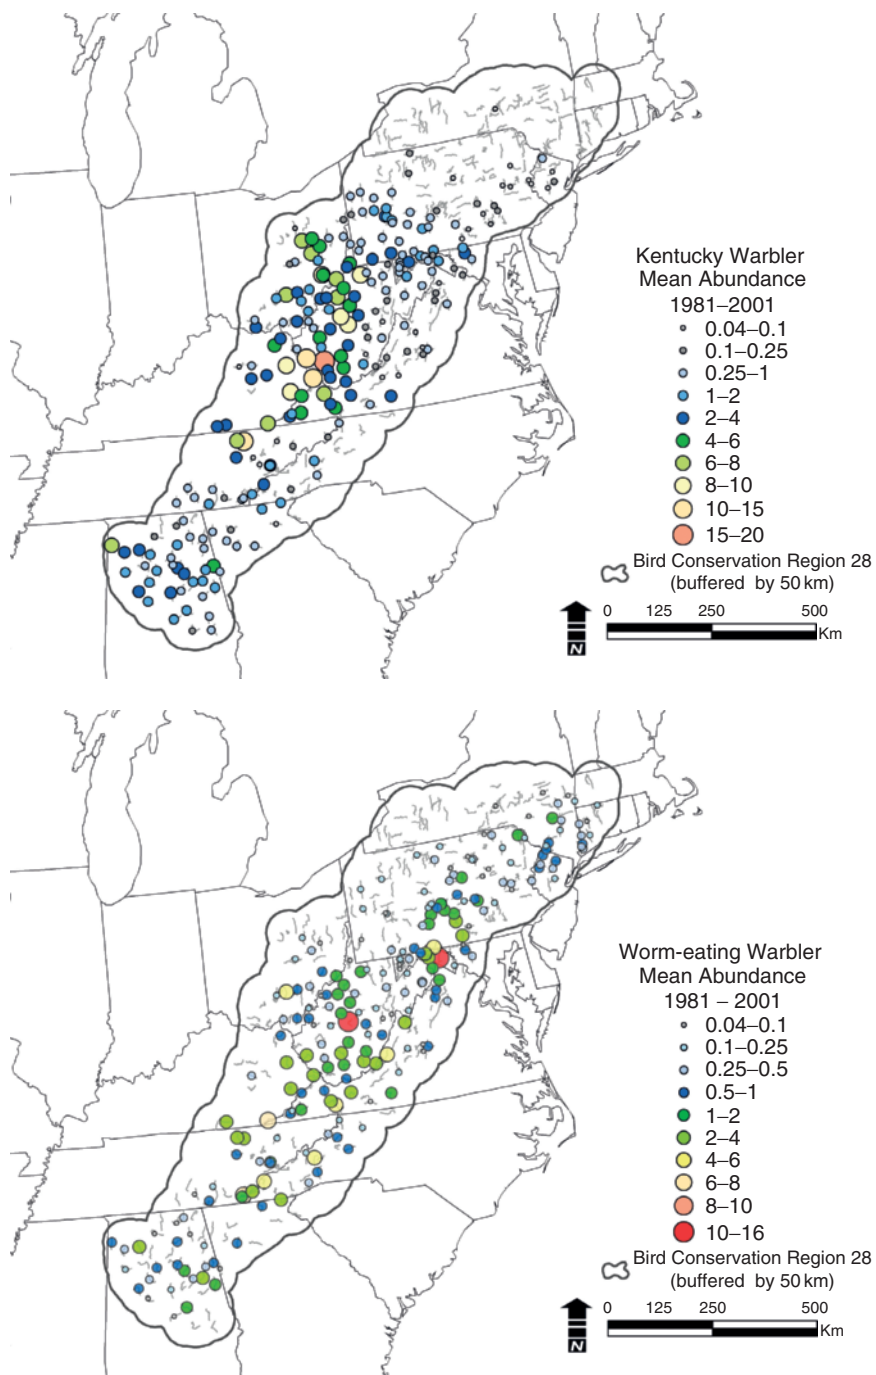 Kentucky Warbler
Mean Abundance
1981–2001
0.04–0.1
0.1–0.25
0.25–1
1–2
2–4
4–6
6–8
8–10
10–15
15–20
Bird Conservation Region 28
(buffered by 50 km)
N
0 125 250 500
Km
Worm-eating Warbler
Mean Abundance
1981 – 2001
0.04–0.1
0.1–0.25
0.25–0.5
0.5–1
1–2
2–4
4–6
6–8
8–10
10–16
Bird Conservation Region 28
(buffered by 50 km)
N
0 125 250 500
Km